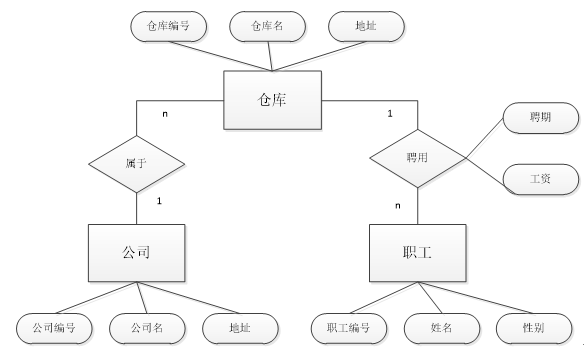 仓库编号
仓库名
地址
仓库
n
1
聘期
属于
聘用
工资
1
n
公司
职工
公司编号
公司名
地址
职工编号
姓名
性别